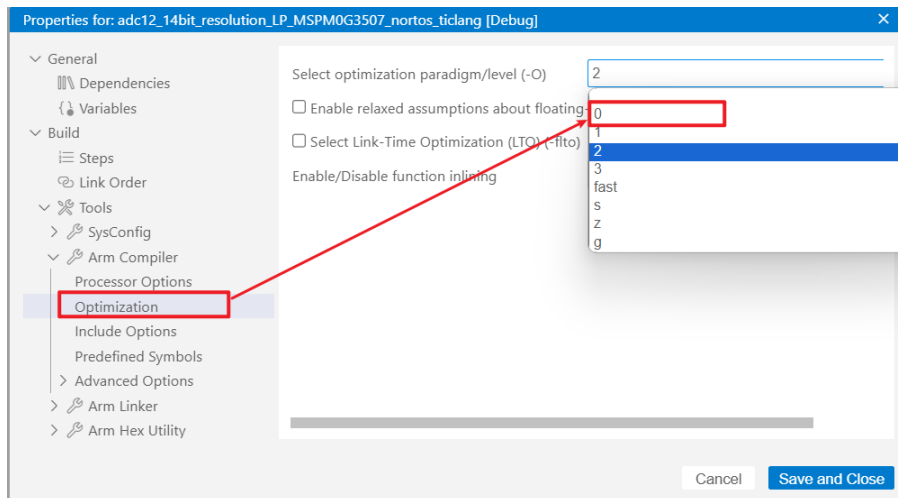 Properties for: adc12_14bit_resolution_LP_MSPM0G3507_nortos_ticlang [Debug]
General
Dependencies
Variables
Build
Steps
Link Order
Tools
SysConfig
Arm Compiler
Processor Options
Optimization
Include Options
Predefined Symbols
Advanced Options
Arm Linker
Arm Hex Utility
Select optimization paradigm/level (-O)
2
Enable relaxed assumptions about floating-
Select Link-Time Optimization (LTO) (-flto)
Enable/Disable function inlining
0
1
2
3
fast
s
z
g
Cancel
Save and Close